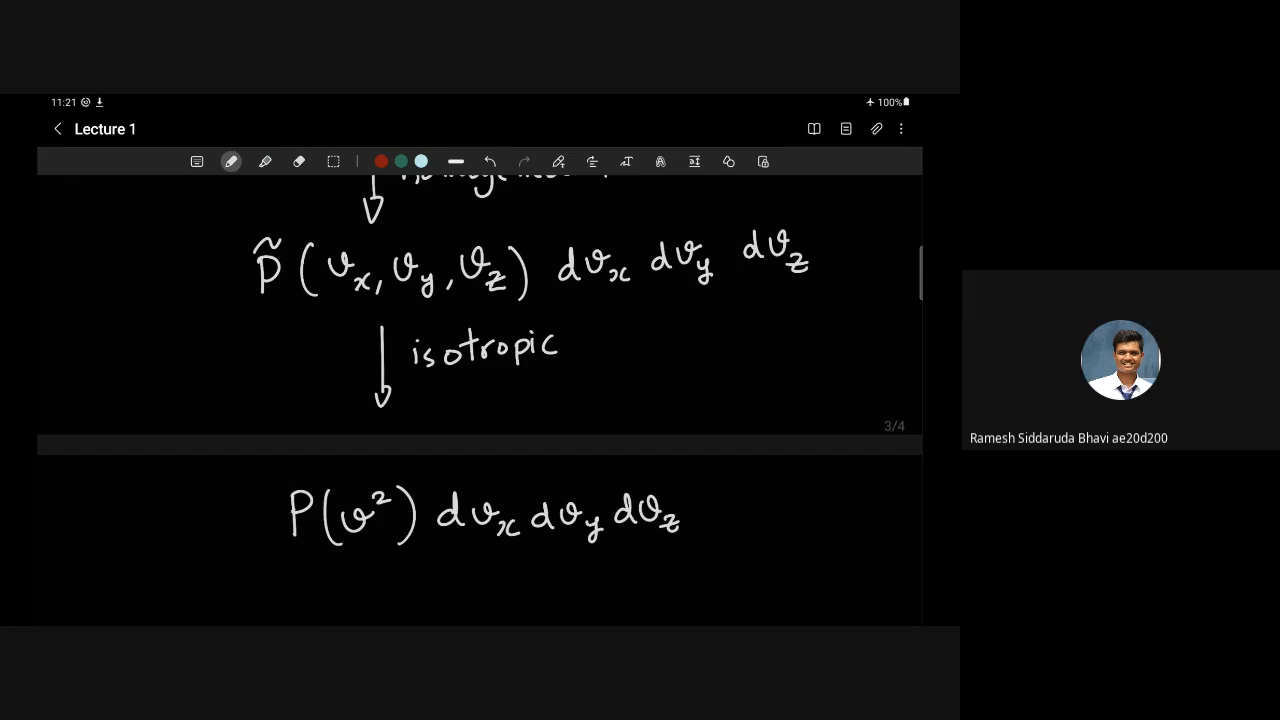 11:21
100%
Lecture 1
P̃ (v_x, v_y, v_z) dv_x dv_y dv_z
isotropic
3/4
P(v²) dv_x dv_y dv_z
Ramesh Siddaruda Bhavi ae20d200